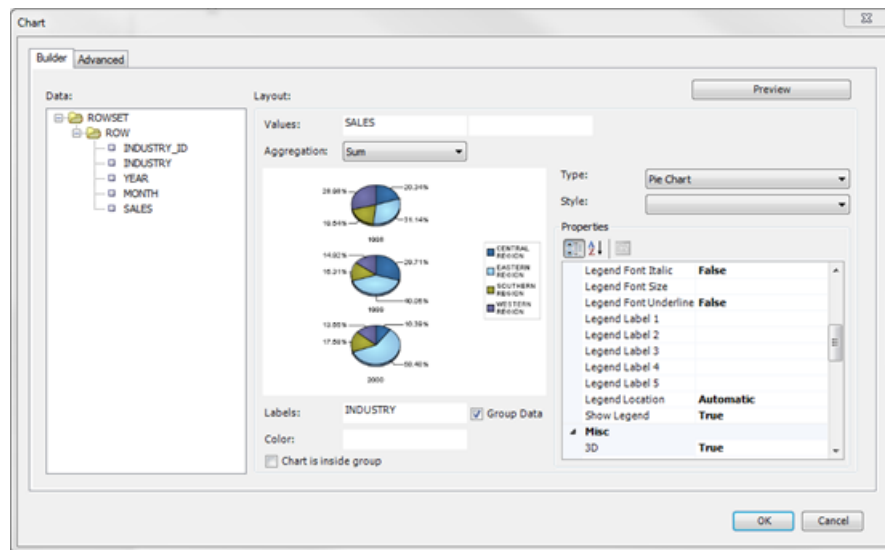 Chart
Builder
Advanced
Data:
ROWSET
ROW
INDUSTRY_ID
INDUSTRY
YEAR
MONTH
SALES
Layout:
Preview
Values:
SALES
Aggregation:
Sum
1998
1999
2000
CENTRAL
REGION
EASTERN
REGION
SOUTHERN
REGION
WESTERN
REGION
Labels:
INDUSTRY
Group Data
Color:
Chart is inside group
Type:
Pie Chart
Style:
Properties
Legend Font Italic False
Legend Font Size
Legend Font Underline False
Legend Label 1
Legend Label 2
Legend Label 3
Legend Label 4
Legend Label 5
Legend Location Automatic
Show Legend True
Misc
3D True
OK
Cancel